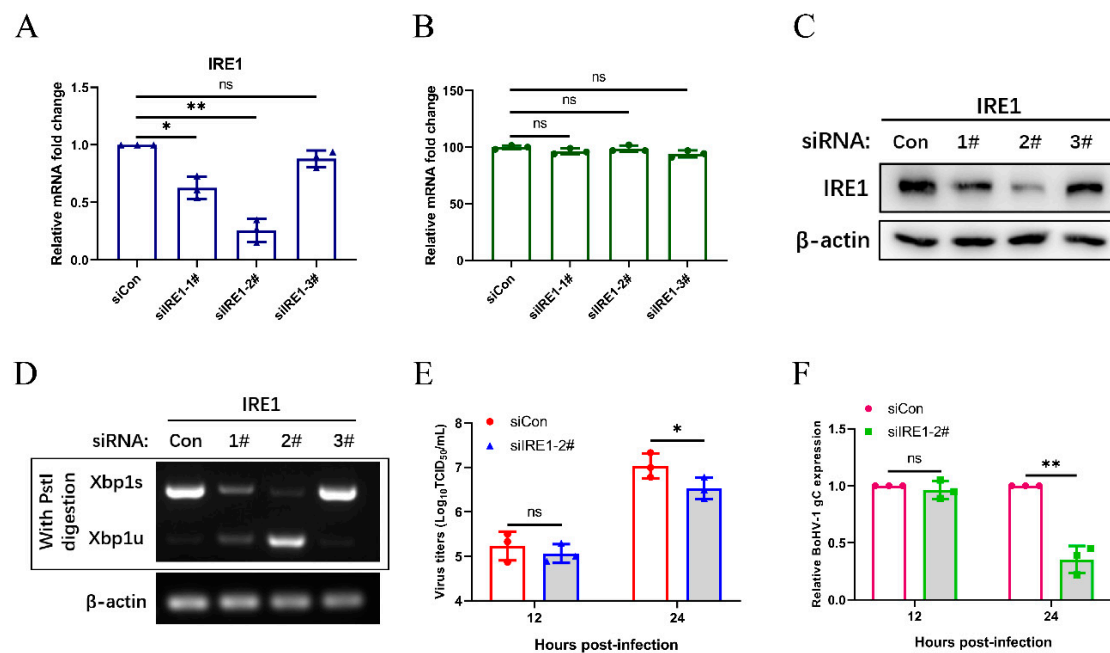 A
IRE1
Relative mRNA fold change
1.5
1.0
0.5
0.0
ns
**
*
siCon
siIRE1-1#
siIRE1-2#
siIRE1-3#
B
Relative mRNA fold change
150
100
50
0
ns
ns
ns
siCon
siIRE1-1#
siIRE1-2#
siIRE1-3#
C
IRE1
siRNA: Con 1# 2# 3#
IRE1
β-actin
D
IRE1
siRNA: Con 1# 2# 3#
With PstI
digestion
Xbp1s
Xbp1u
β-actin
E
siCon
siIRE1-2#
Virus titers (Log10TCID50/mL)
8
7
6
5
4
ns
*
12 24
Hours post-infection
F
siCon
siIRE1-2#
Relative BoHV-1 gC expression
1.5
1.0
0.5
0.0
ns
**
12 24
Hours post-infection